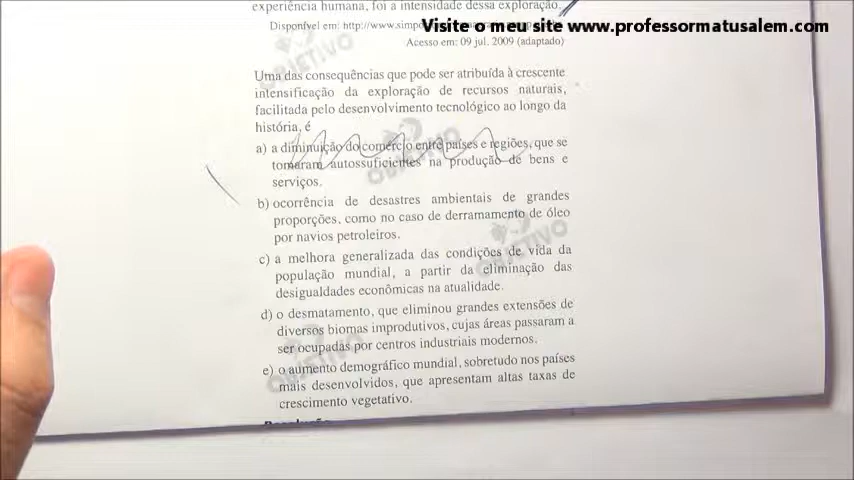 experiência humana, foi a intensidade dessa exploração.
Disponível em: http://www.simpo
Visite o meu site www.professormatusalem.com
Acesso em: 09 jul. 2009 (adaptado)
OBJETIVO
Uma das consequências que pode ser atribuída à crescente
intensificação da exploração de recursos naturais,
facilitada pelo desenvolvimento tecnológico ao longo da
história, é
a) a diminuição do comércio entre países e regiões, que se
tornaram autossuficientes na produção de bens e
serviços.
OBJETIVO
b) ocorrência de desastres ambientais de grandes
proporções, como no caso de derramamento de óleo
por navios petroleiros.
OBJETIVO
c) a melhora generalizada das condições de vida da
população mundial, a partir da eliminação das
desigualdades econômicas na atualidade.
d) o desmatamento, que eliminou grandes extensões de
diversos biomas improdutivos, cujas áreas passaram a
ser ocupadas por centros industriais modernos.
OBJETIVO
e) o aumento demográfico mundial, sobretudo nos países
mais desenvolvidos, que apresentam altas taxas de
crescimento vegetativo.